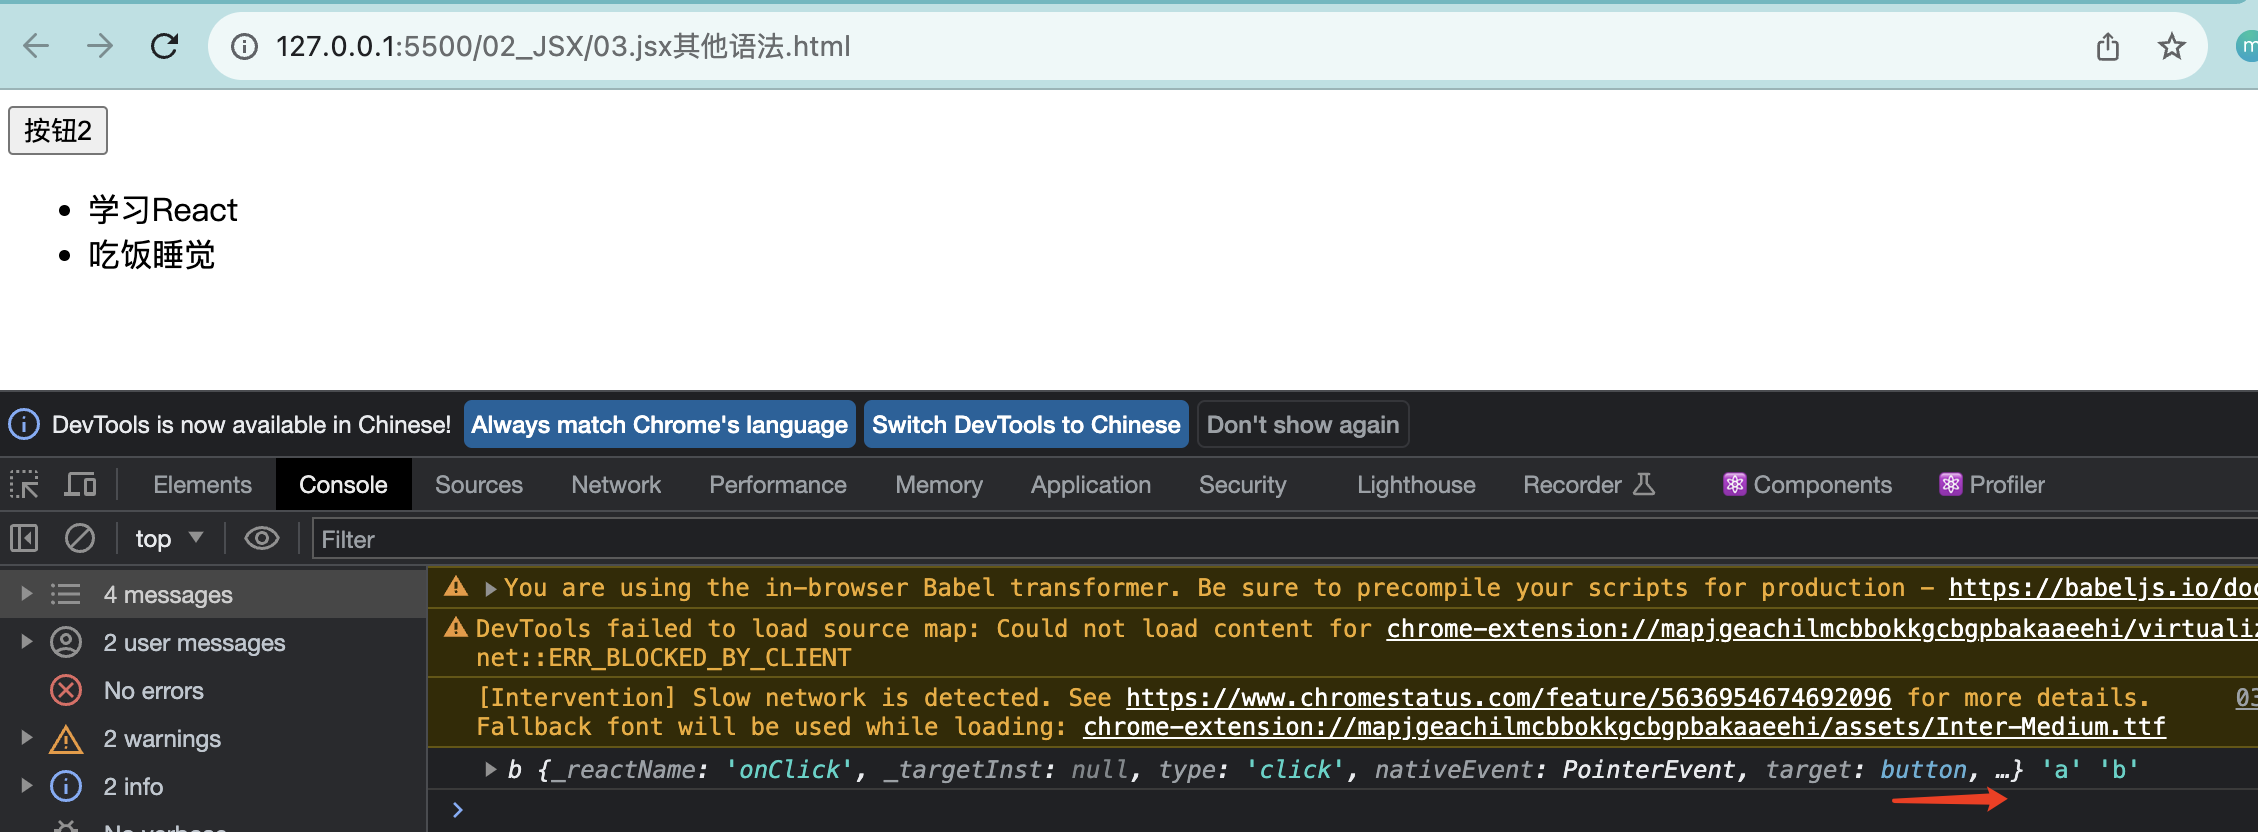 127.0.0.1:5500/02_JSX/03.jsx其他语法.html
按钮2
学习React
吃饭睡觉
DevTools is now available in Chinese! Always match Chrome's language Switch DevTools to Chinese Don't show again
Elements Console Sources Network Performance Memory Application Security Lighthouse Recorder Components Profiler
top Filter
4 messages
2 user messages
No errors
2 warnings
2 info
You are using the in-browser Babel transformer. Be sure to precompile your scripts for production - https://babeljs.io/doc
DevTools failed to load source map: Could not load content for chrome-extension://mapjgeachilmcbbokkgcbgpbakaaeehi/virtuali
net::ERR_BLOCKED_BY_CLIENT
[Intervention] Slow network is detected. See https://www.chromestatus.com/feature/5636954674692096 for more details. 03
Fallback font will be used while loading: chrome-extension://mapjgeachilmcbbokkgcbgpbakaaeehi/assets/Inter-Medium.ttf
b {_reactName: 'onClick', _targetInst: null, type: 'click', nativeEvent: PointerEvent, target: button, …} 'a' 'b'